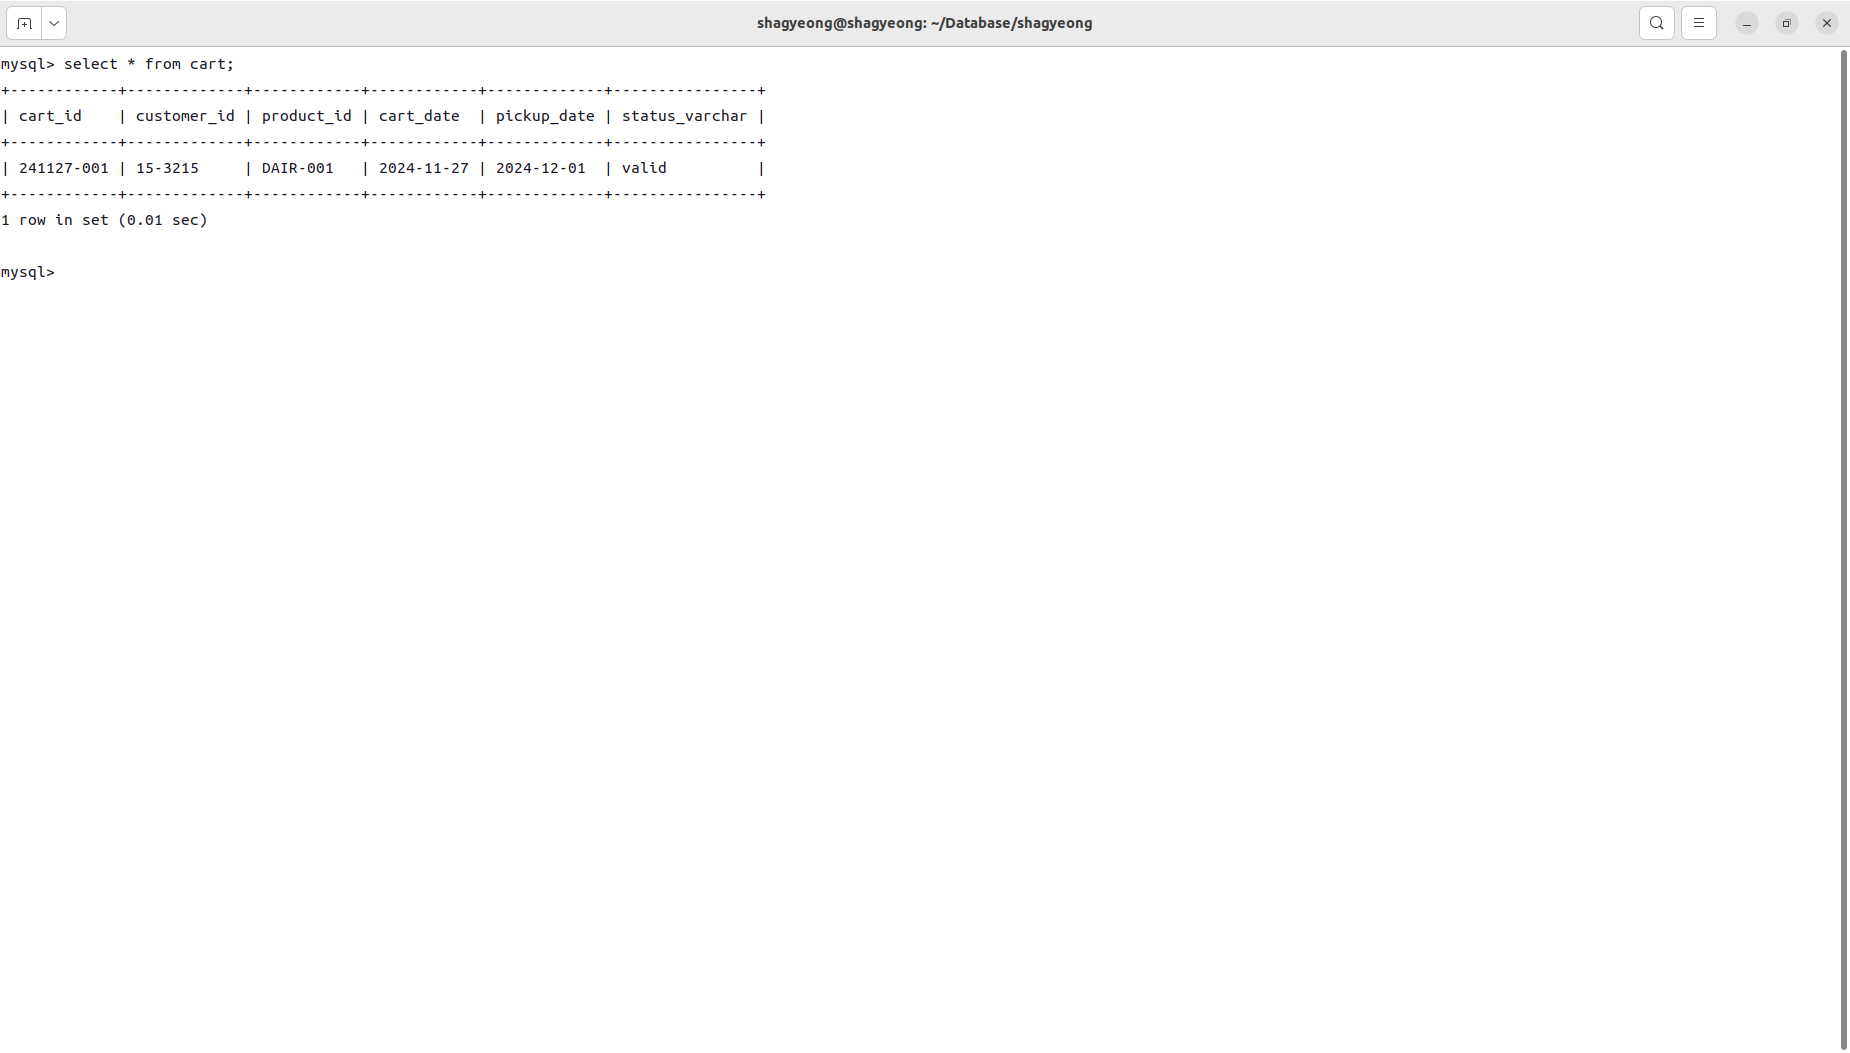 shagyeong@shagyeong: ~/Database/shagyeong
mysql> select * from cart;
+------------+-------------+------------+------------+-------------+----------------+
| cart_id    | customer_id | product_id | cart_date  | pickup_date | status_varchar |
+------------+-------------+------------+------------+-------------+----------------+
| 241127-001 | 15-3215     | DAIR-001   | 2024-11-27 | 2024-12-01  | valid          |
+------------+-------------+------------+------------+-------------+----------------+
1 row in set (0.01 sec)
mysql>